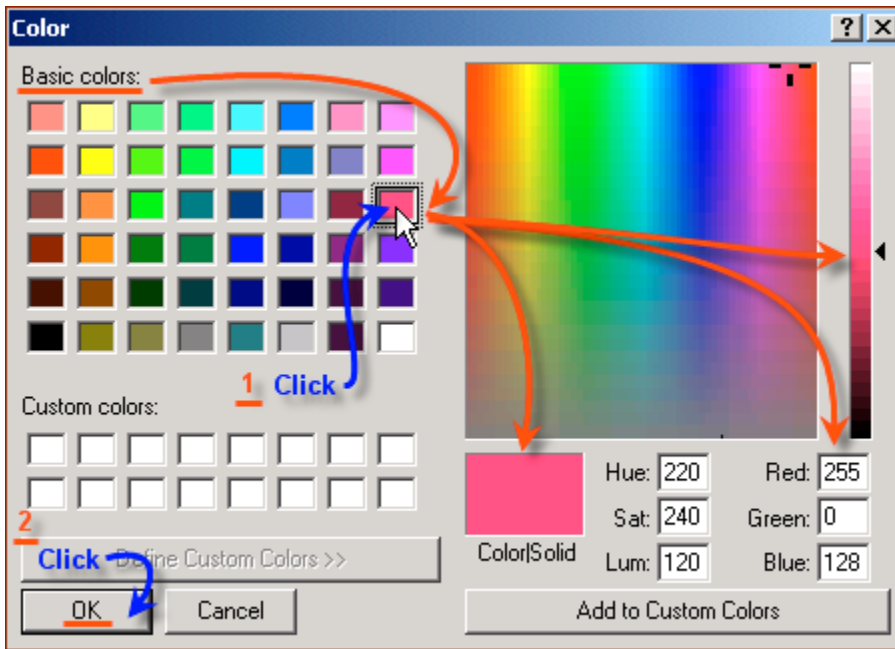 Color
Basic colors:
1 Click
Custom colors:
2
Click Define Custom Colors >>
OK Cancel
Color|Solid
Hue: 220 Red: 255
Sat: 240 Green: 0
Lum: 120 Blue: 128
Add to Custom Colors